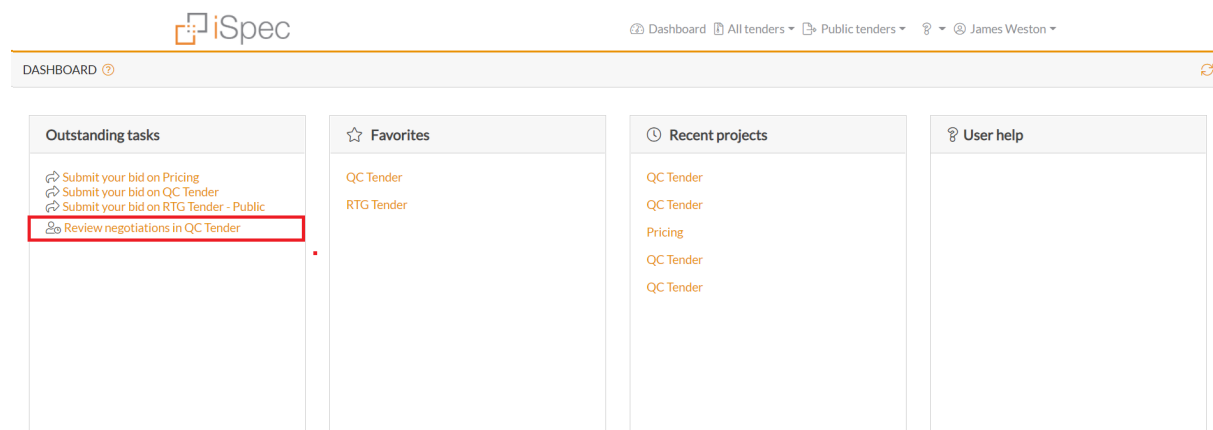 iSpec
Dashboard All tenders Public tenders James Weston
DASHBOARD
Outstanding tasks
Submit your bid on Pricing
Submit your bid on QC Tender
Submit your bid on RTG Tender - Public
Review negotiations in QC Tender
Favorites
QC Tender
RTG Tender
Recent projects
QC Tender
QC Tender
Pricing
QC Tender
QC Tender
User help